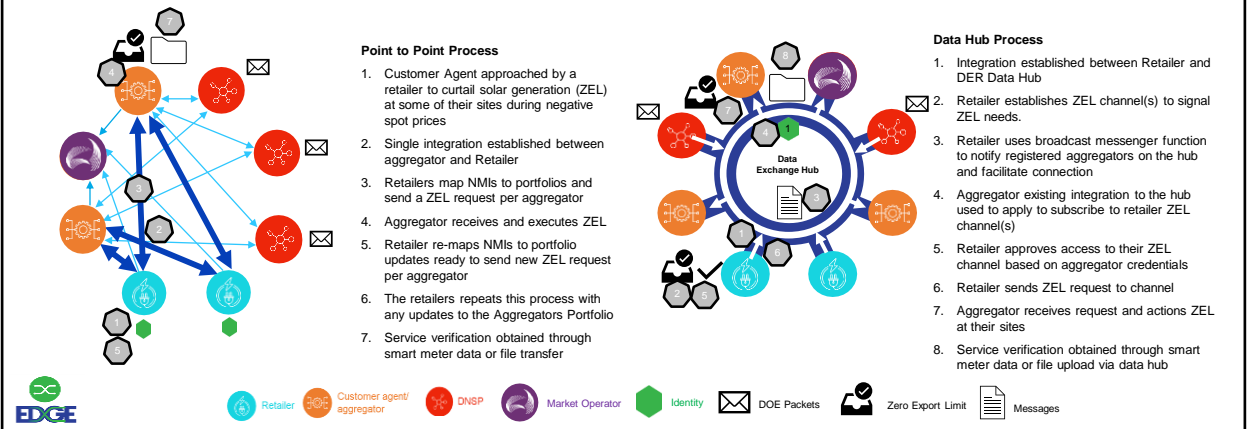 7
4
3
2
1
5
Point to Point Process
1. Customer Agent approached by a
retailer to curtail solar generation (ZEL)
at some of their sites during negative
spot prices
2. Single integration established between
aggregator and Retailer
3. Retailers map NMIs to portfolios and
send a ZEL request per aggregator
4. Aggregator receives and executes ZEL
5. Retailer re-maps NMIs to portfolio
updates ready to send new ZEL request
per aggregator
6. The retailers repeats this process with
any updates to the Aggregators Portfolio
7. Service verification obtained through
smart meter data or file transfer
8
7
4
1
Data
Exchange Hub
3
1
6
2
5
Data Hub Process
1. Integration established between Retailer and
DER Data Hub
2. Retailer establishes ZEL channel(s) to signal
ZEL needs.
3. Retailer uses broadcast messenger function
to notify registered aggregators on the hub
and facilitate connection
4. Aggregator existing integration to the hub
used to apply to subscribe to retailer ZEL
channel(s)
5. Retailer approves access to their ZEL
channel based on aggregator credentials
6. Retailer sends ZEL request to channel
7. Aggregator receives request and actions ZEL
at their sites
8. Service verification obtained through smart
meter data or file upload via data hub
EDGE
Retailer
Customer agent/
aggregator
DNSP
Market Operator
Identity
DOE Packets
Zero Export Limit
Messages